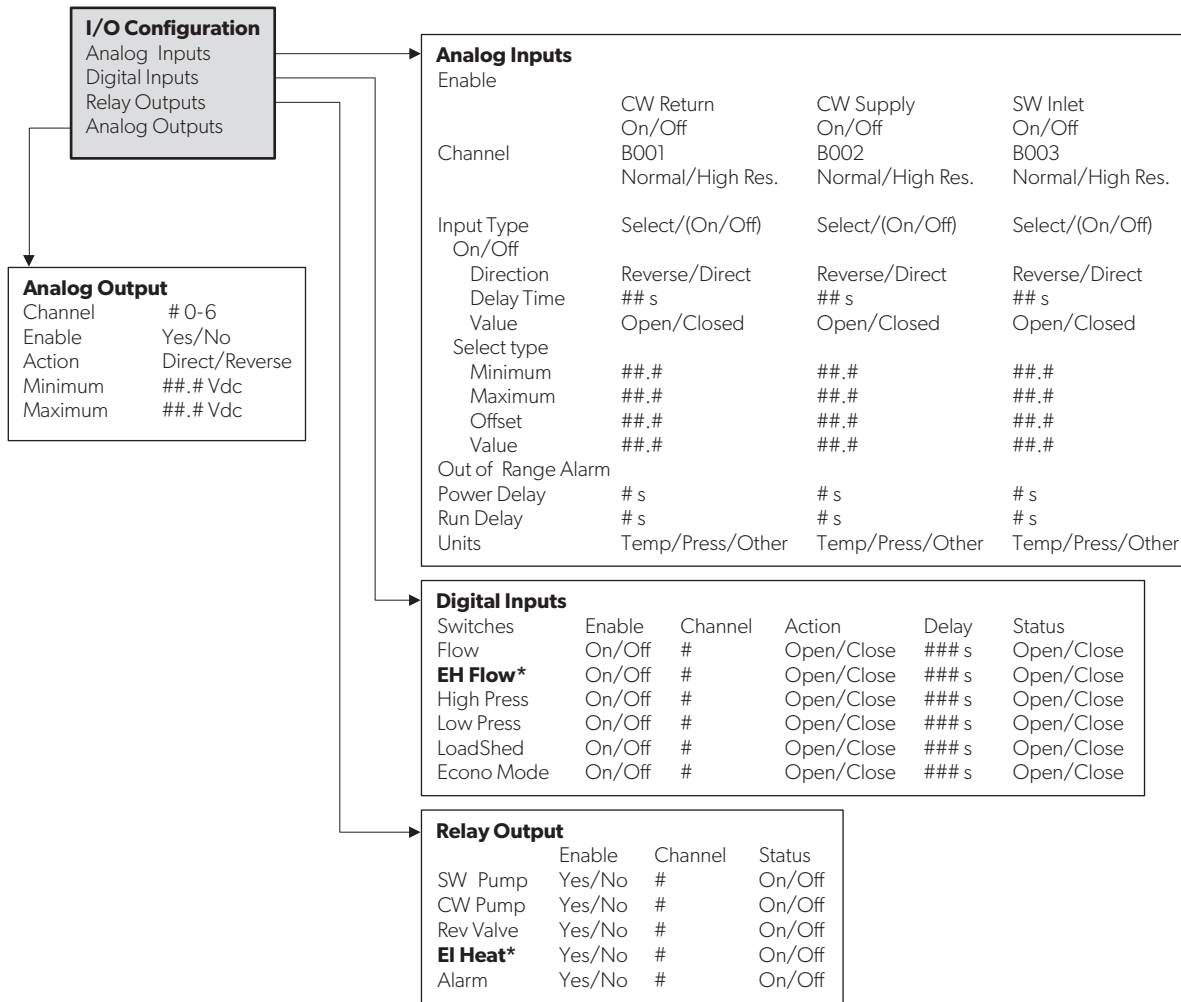 I/O Configuration
Analog Inputs
Digital Inputs
Relay Outputs
Analog Outputs
Analog Output
Channel # 0-6
Enable Yes/No
Action Direct/Reverse
Minimum ##.# Vdc
Maximum ##.# Vdc
Analog Inputs
Enable
CW Return CW Supply SW Inlet
On/Off On/Off On/Off
Channel B001 B002 B003
Normal/High Res. Normal/High Res. Normal/High Res.
Input Type Select/(On/Off) Select/(On/Off) Select/(On/Off)
On/Off
Direction Reverse/Direct Reverse/Direct Reverse/Direct
Delay Time ## s ## s ## s
Value Open/Closed Open/Closed Open/Closed
Select type
Minimum ##.# ##.# ##.#
Maximum ##.# ##.# ##.#
Offset ##.# ##.# ##.#
Value ##.# ##.# ##.#
Out of Range Alarm
Power Delay # s # s # s
Run Delay # s # s # s
Units Temp/Press/Other Temp/Press/Other Temp/Press/Other
Digital Inputs
Switches Enable Channel Action Delay Status
Flow On/Off # Open/Close ### s Open/Close
EH Flow* On/Off # Open/Close ### s Open/Close
High Press On/Off # Open/Close ### s Open/Close
Low Press On/Off # Open/Close ### s Open/Close
LoadShed On/Off # Open/Close ### s Open/Close
Econo Mode On/Off # Open/Close ### s Open/Close
Relay Output
Enable Channel Status
SW Pump Yes/No # On/Off
CW Pump Yes/No # On/Off
Rev Valve Yes/No # On/Off
El Heat* Yes/No # On/Off
Alarm Yes/No # On/Off